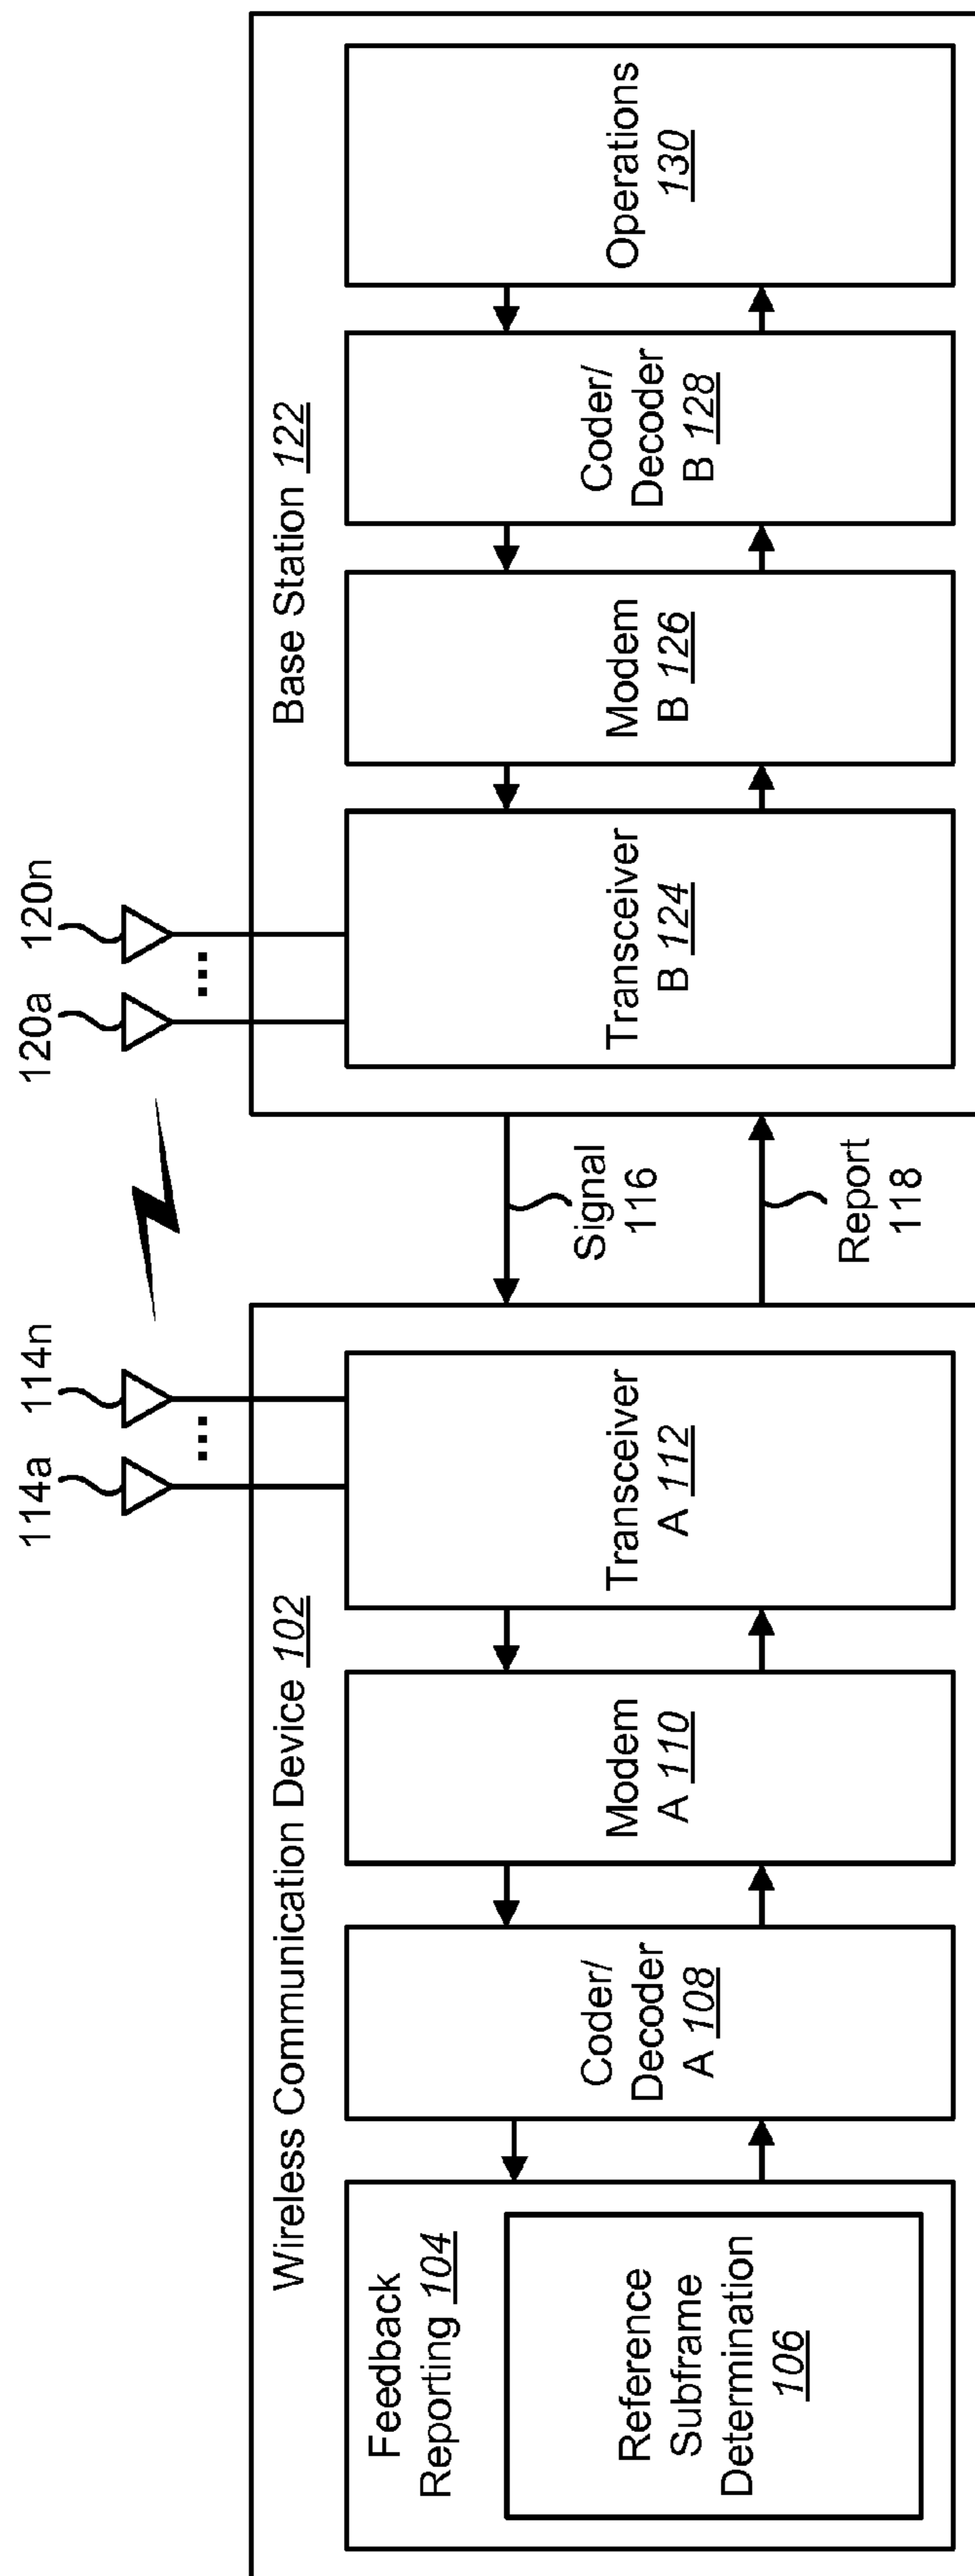 114a
114n
120a
120n
Wireless Communication Device 102
Base Station 122
Feedback
Reporting 104
Reference
Subframe
Determination
106
Coder/
Decoder
A 108
Modem
A 110
Transceiver
A 112
Signal
116
Report
118
Transceiver
B 124
Modem
B 126
Coder/
Decoder
B 128
Operations
130